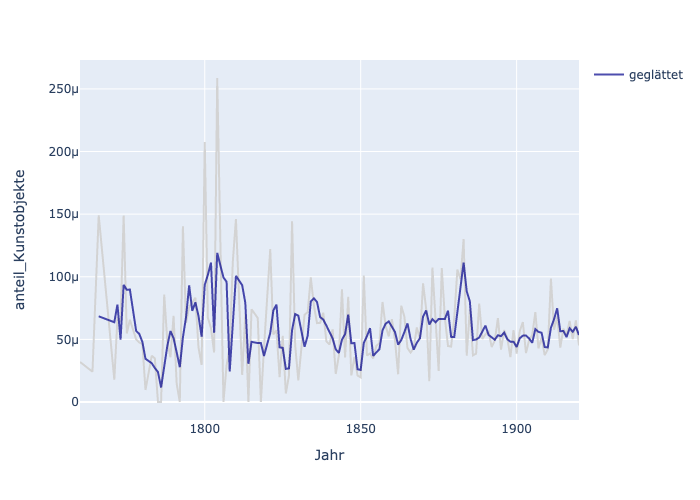 250μ
200μ
150μ
100μ
50μ
0
anteil_Kunstobjekte
1800
1850
1900
Jahr
geglättet